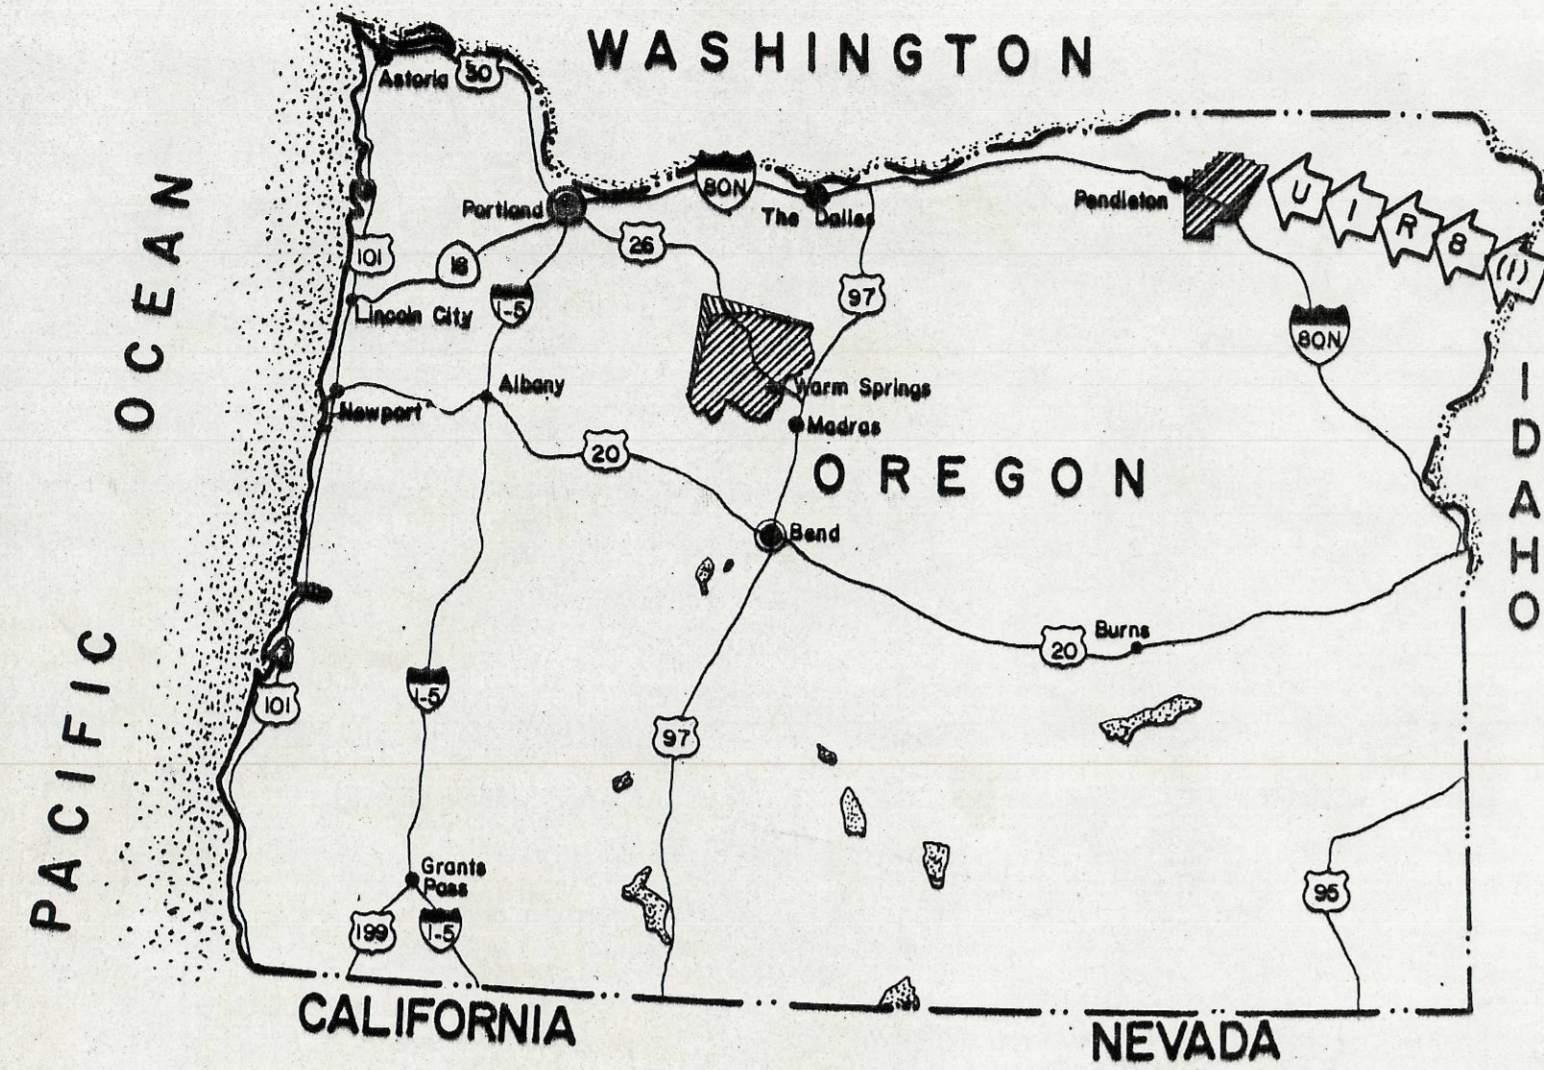 WASHINGTON
Astoria
30
80N
Pendleton
U I R 8 (1)
Portland
The Dalles
26
101
18
OCEAN
Lincoln City
I-5
97
80N
Albany
Warm Springs
Newport
Madras
IDAHO
20
OREGON
Bend
20
Burns
PACIFIC
101
I-5
97
Grants
Pass
95
199
I-5
CALIFORNIA
NEVADA